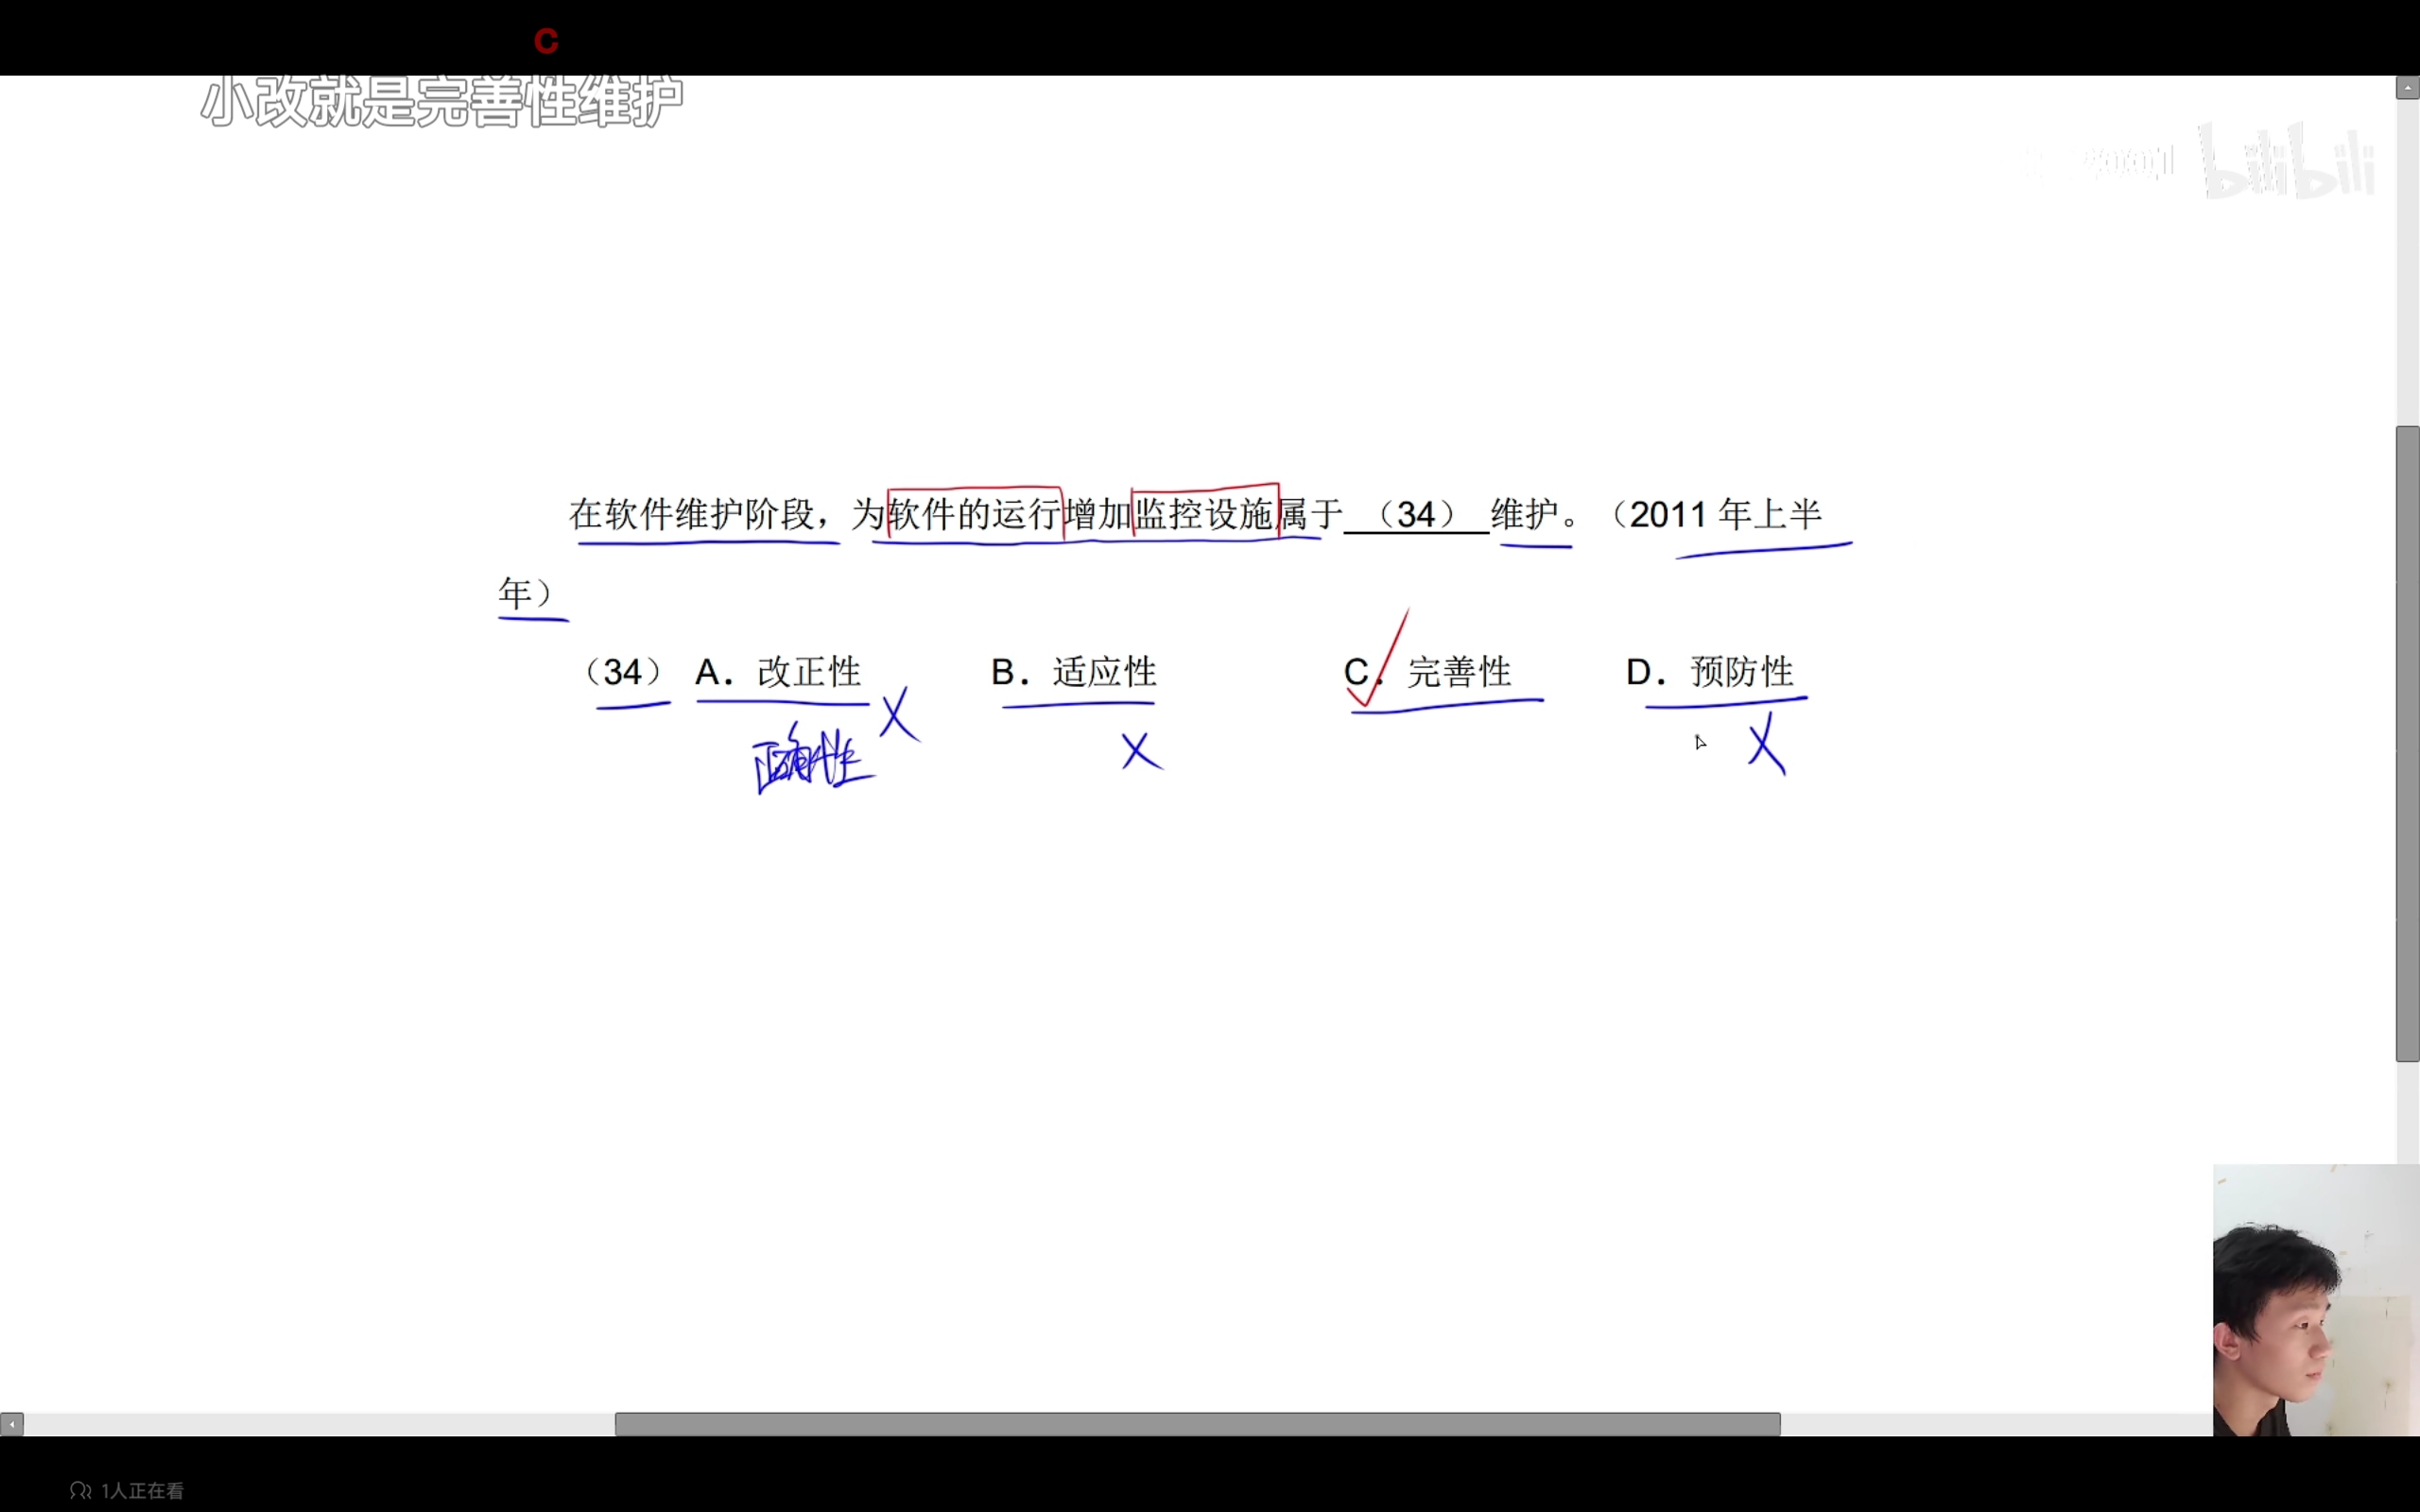 C
小改就是完善性维护
bilibili
在软件维护阶段，为软件的运行增加监控设施属于（34）维护。（2011 年上半
年）
（34）A．改正性 B．适应性 C．完善性 D．预防性
正确性
1人正在看